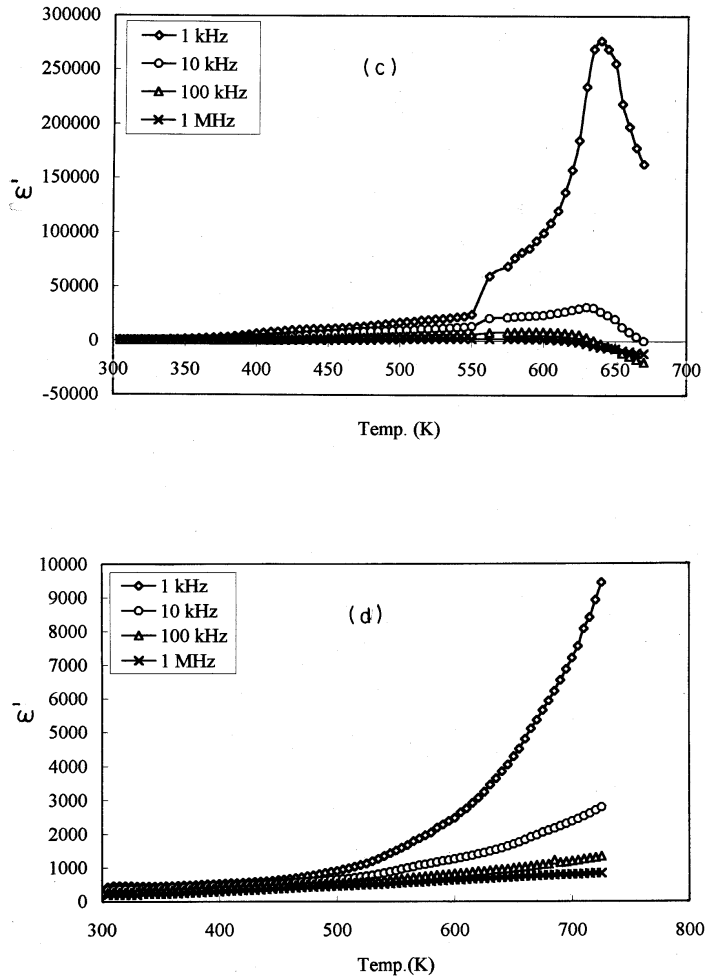 300000
250000
200000
150000
100000
50000
0
-50000
ε'
1 kHz
10 kHz
100 kHz
1 MHz
(c)
300 350 400 450 500 550 600 650 700
Temp. (K)
10000
9000
8000
7000
6000
5000
4000
3000
2000
1000
0
ε'
1 kHz
10 kHz
100 kHz
1 MHz
(d)
300 400 500 600 700 800
Temp.(K)